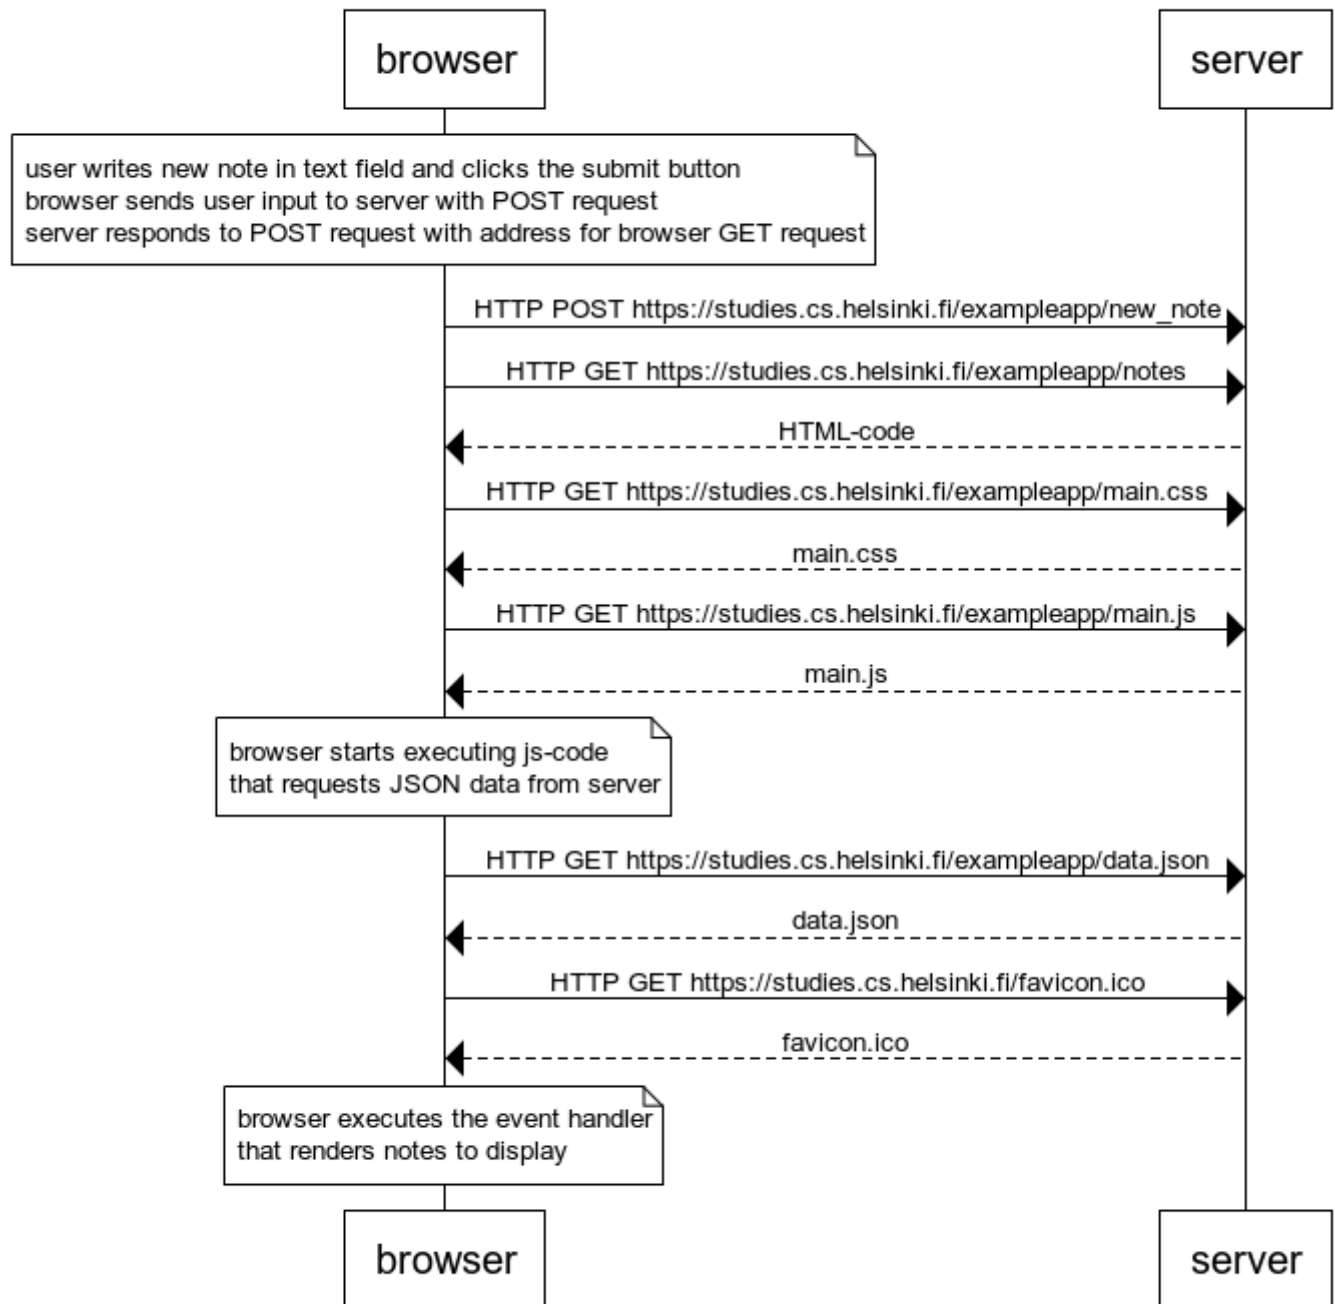 browser server
user writes new note in text field and clicks the submit button
browser sends user input to server with POST request
server responds to POST request with address for browser GET request
HTTP POST https://studies.cs.helsinki.fi/exampleapp/new_note
HTTP GET https://studies.cs.helsinki.fi/exampleapp/notes
HTML-code
HTTP GET https://studies.cs.helsinki.fi/exampleapp/main.css
main.css
HTTP GET https://studies.cs.helsinki.fi/exampleapp/main.js
main.js
browser starts executing js-code
that requests JSON data from server
HTTP GET https://studies.cs.helsinki.fi/exampleapp/data.json
data.json
HTTP GET https://studies.cs.helsinki.fi/favicon.ico
favicon.ico
browser executes the event handler
that renders notes to display
browser server